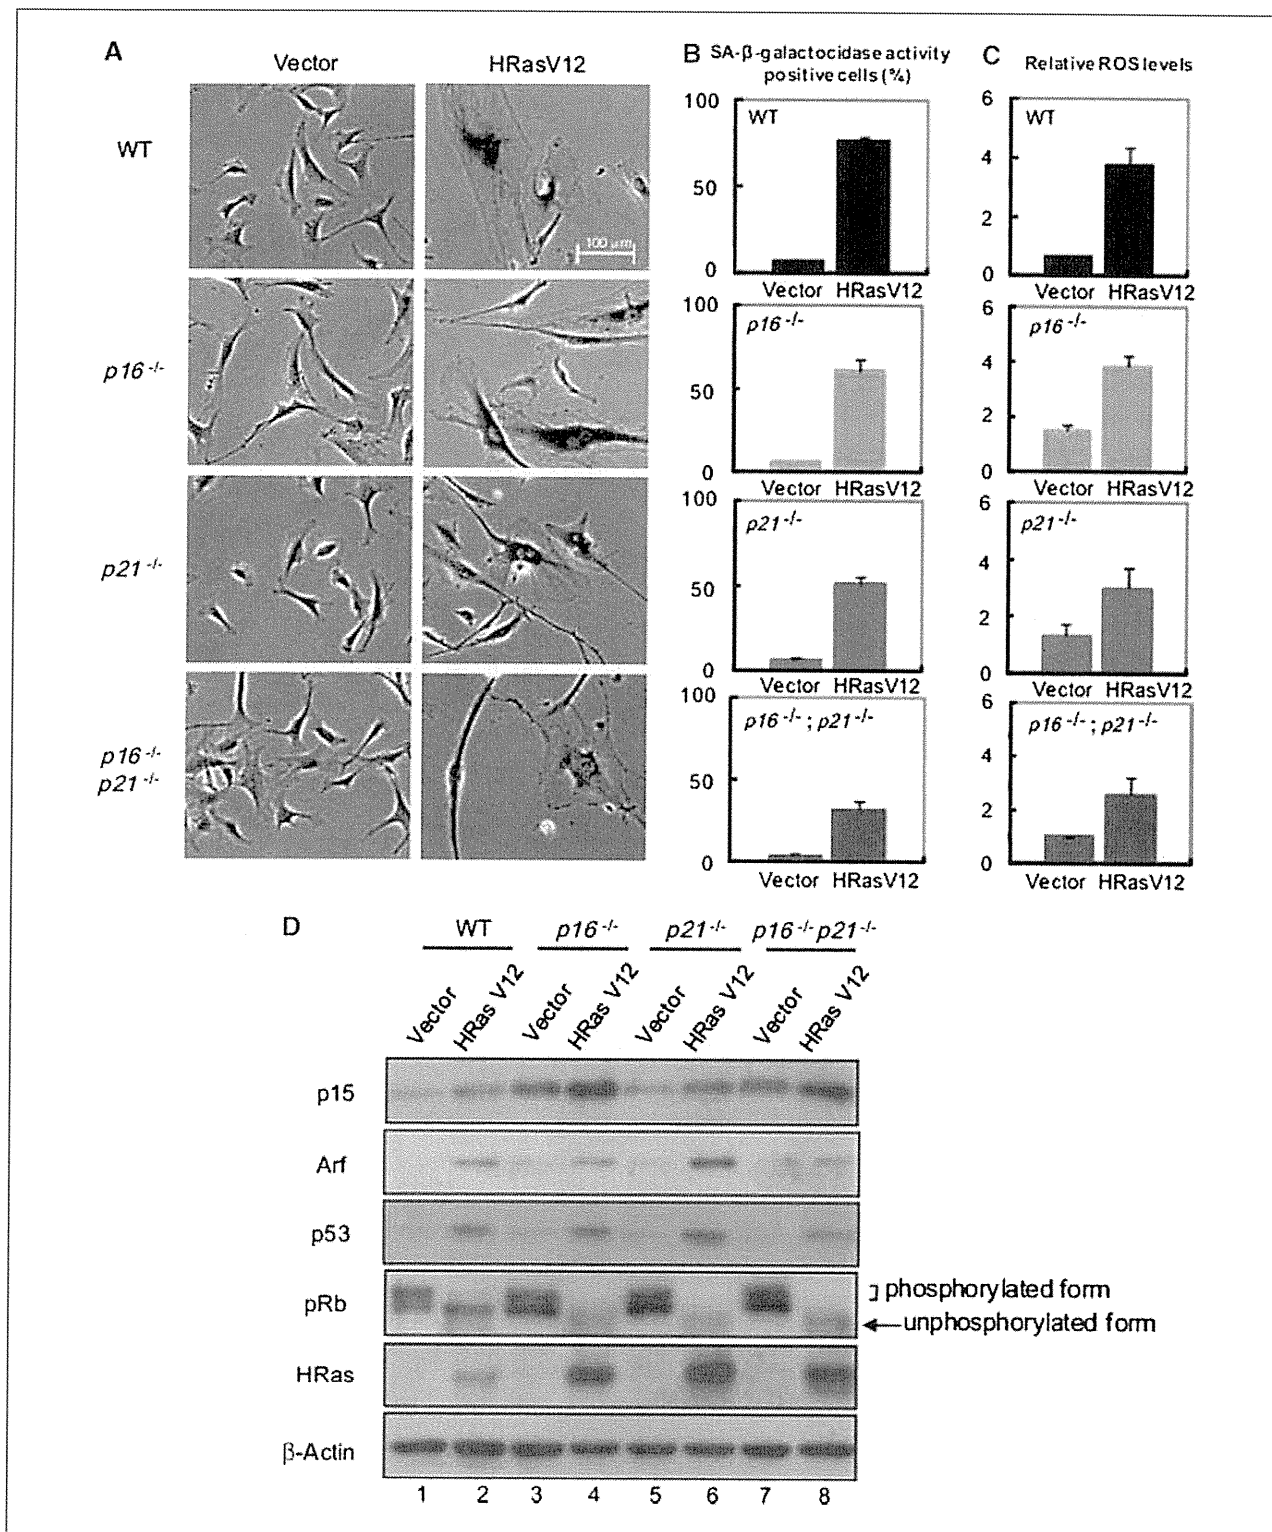 A
Vector
HRasV12
WT
100 μm
p16 -/-
p21 -/-
p16 -/-
p21 -/-
B SA-β-galactocidase activity
positive cells (%)
100
50
0
WT
Vector HRasV12
100
50
0
p16 -/-
Vector HRasV12
100
50
0
p21 -/-
Vector HRasV12
100
50
0
p16 -/- ; p21 -/-
Vector HRasV12
C Relative ROS levels
6
4
2
0
WT
Vector HRasV12
6
4
2
0
p16 -/-
Vector HRasV12
6
4
2
0
p21 -/-
Vector HRasV12
6
4
2
0
p16 -/- ; p21 -/-
Vector HRasV12
D
WT p16 -/- p21 -/- p16 -/- p21 -/-
Vector HRas V12 Vector HRas V12 Vector HRas V12 Vector HRas V12
p15
Arf
p53
pRb
phosphorylated form
unphosphorylated form
HRas
β-Actin
1 2 3 4 5 6 7 8